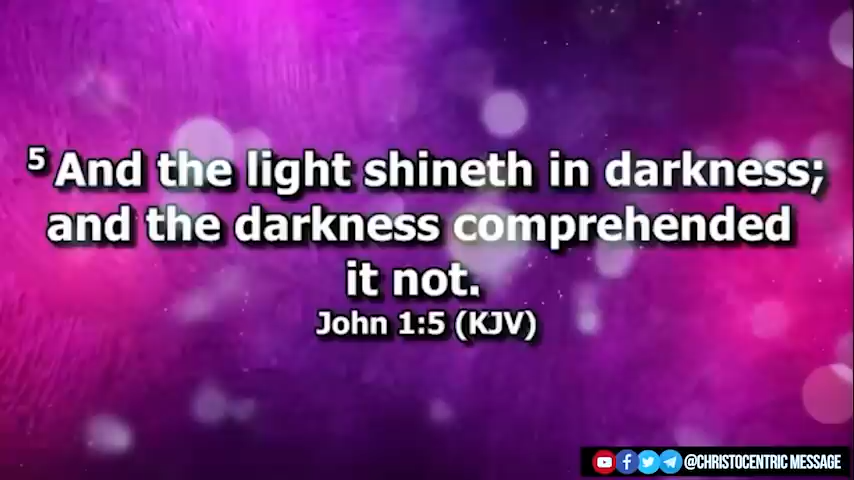 5 And the light shineth in darkness;
and the darkness comprehended
it not.
John 1:5 (KJV)
@CHRISTOCENTRIC MESSAGE